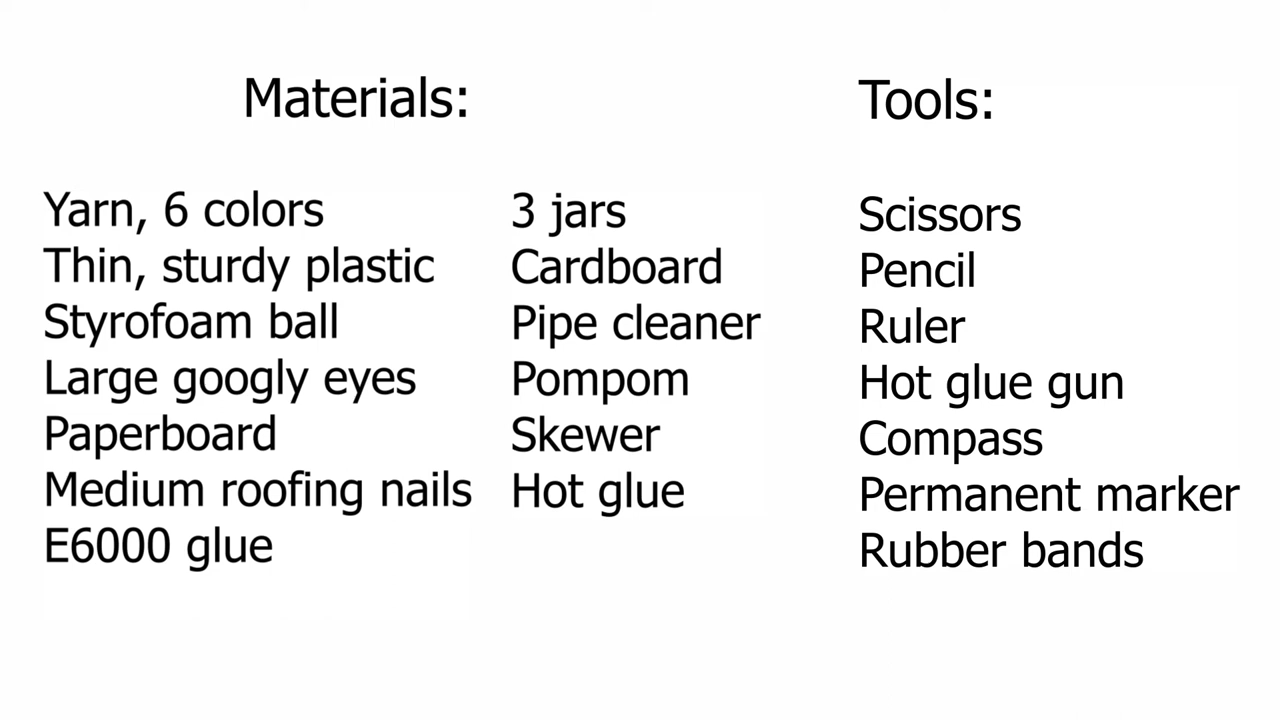 Materials:
Yarn, 6 colors
Thin, sturdy plastic
Styrofoam ball
Large googly eyes
Paperboard
Medium roofing nails
E6000 glue
3 jars
Cardboard
Pipe cleaner
Pompom
Skewer
Hot glue
Tools:
Scissors
Pencil
Ruler
Hot glue gun
Compass
Permanent marker
Rubber bands